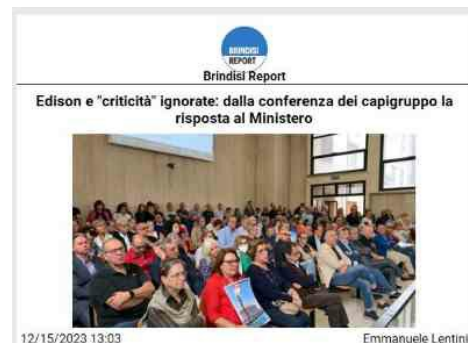 BRINDISI
REPORT
Brindisi Report
Edison e "criticità" ignorate: dalla conferenza dei capigruppo la
risposta al Ministero
12/15/2023 13:03
Emmanuele Lentini